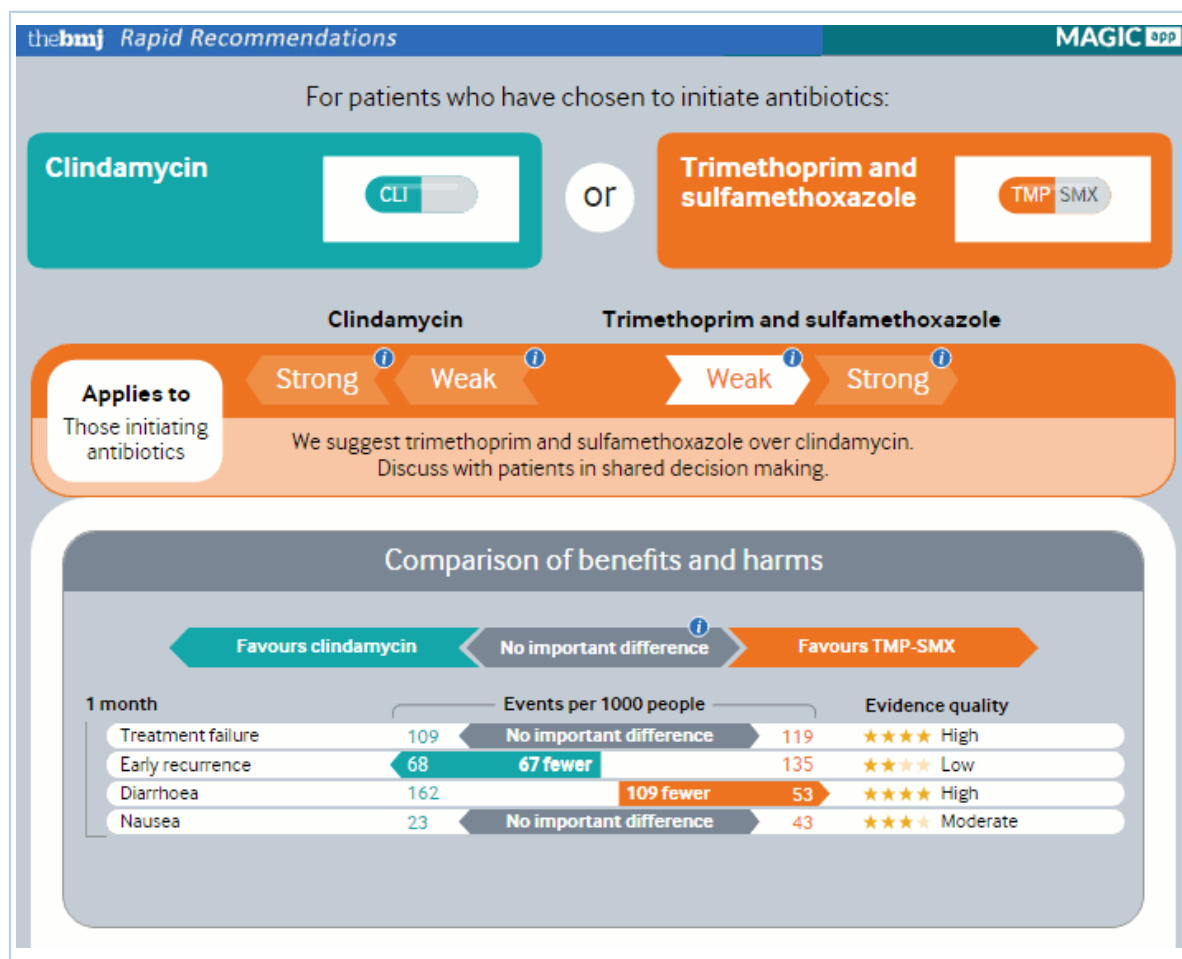 thebmj Rapid Recommendations
MAGIC app
For patients who have chosen to initiate antibiotics:
Clindamycin
CLI
or
Trimethoprim and
sulfamethoxazole
TMP SMX
Clindamycin
Trimethoprim and sulfamethoxazole
Applies to
Those initiating
antibiotics
Strong i Weak i Weak i Strong i
We suggest trimethoprim and sulfamethoxazole over clindamycin.
Discuss with patients in shared decision making.
Comparison of benefits and harms
Favours clindamycin No important difference i Favours TMP-SMX
1 month Events per 1000 people Evidence quality
Treatment failure 109 No important difference 119 High
Early recurrence 68 67 fewer 135 Low
Diarrhoea 162 109 fewer 53 High
Nausea 23 No important difference 43 Moderate